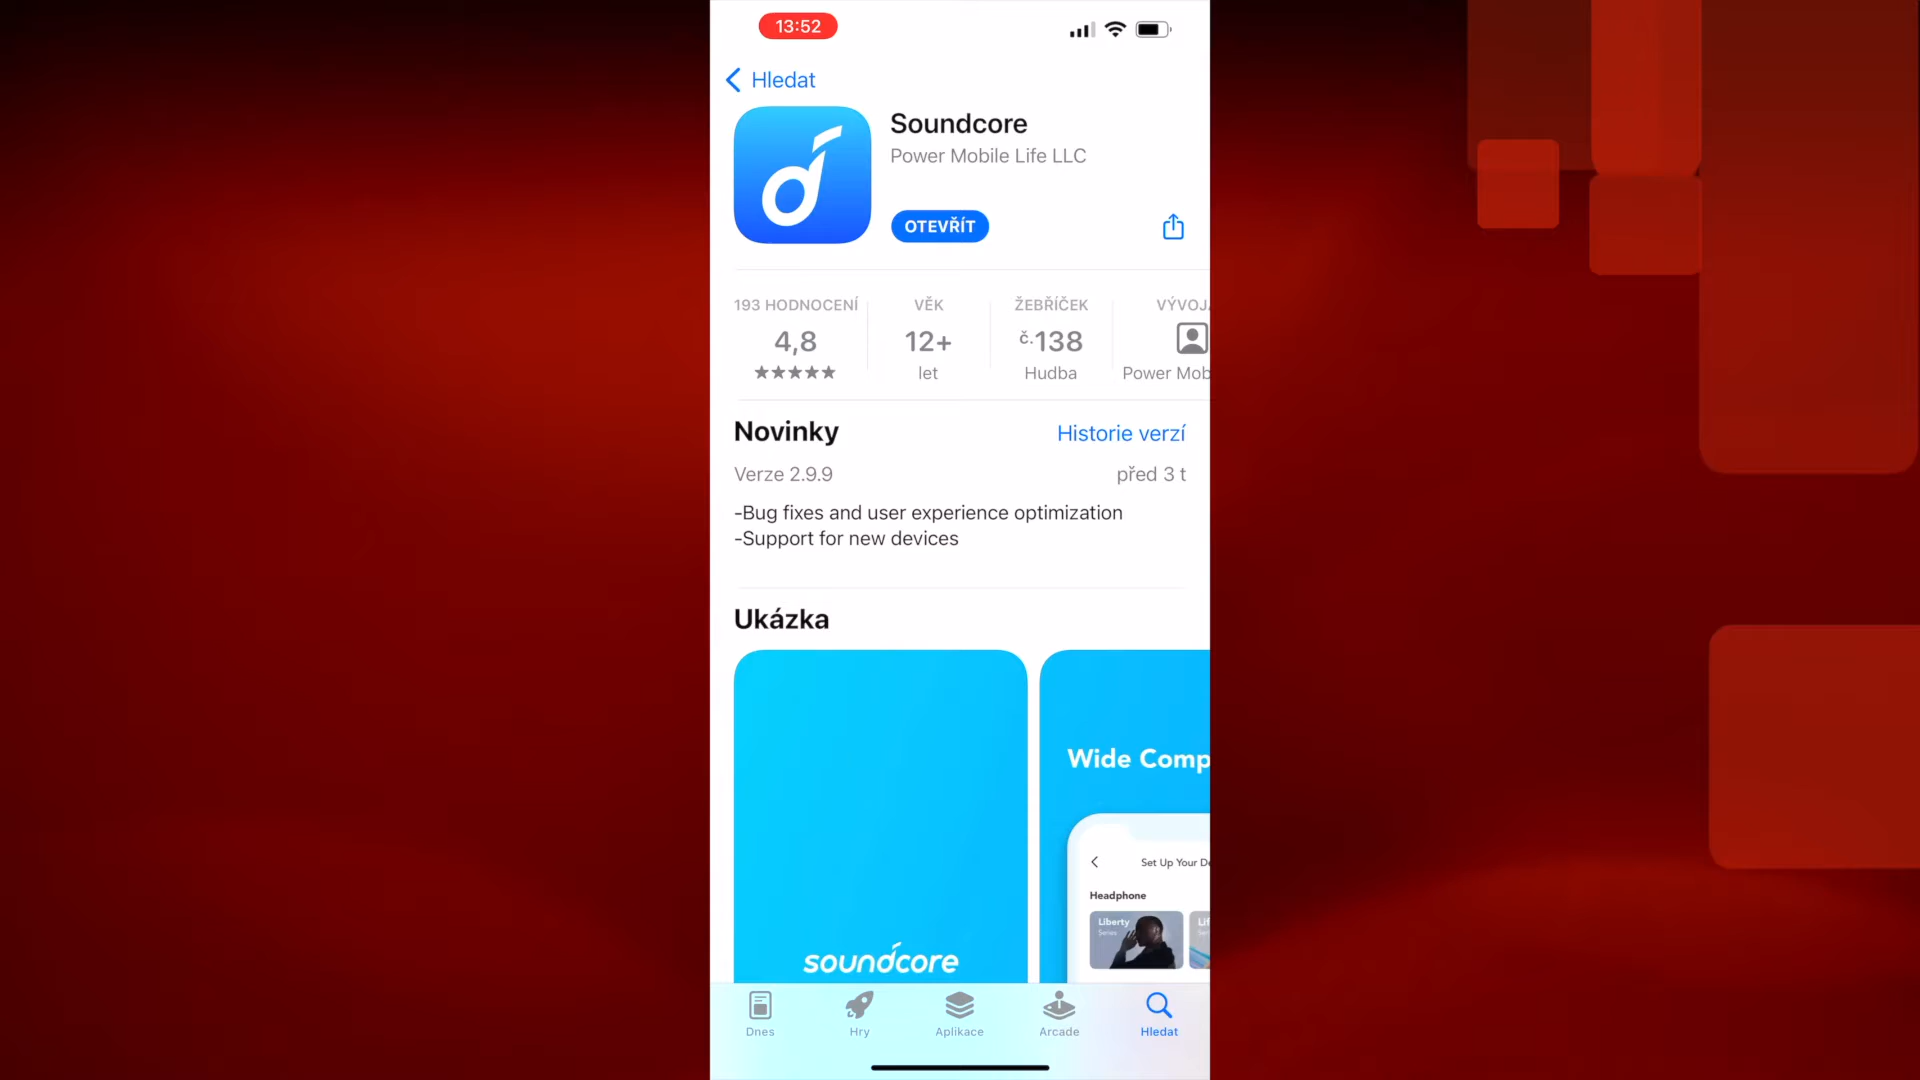 13:52
Hledat
Soundcore
Power Mobile Life LLC
OTEVŘÍT
193 HODNOCENÍ
4,8
VĚK
12+
let
ŽEBŘÍČEK
č.138
Hudba
VÝVOJ
Power Mob
Novinky
Historie verzí
Verze 2.9.9
před 3 t
-Bug fixes and user experience optimization
-Support for new devices
Ukázka
soundcore
Wide Comp
Set Up Your De
Headphone
Liberty
Series
Dnes
Hry
Aplikace
Arcade
Hledat